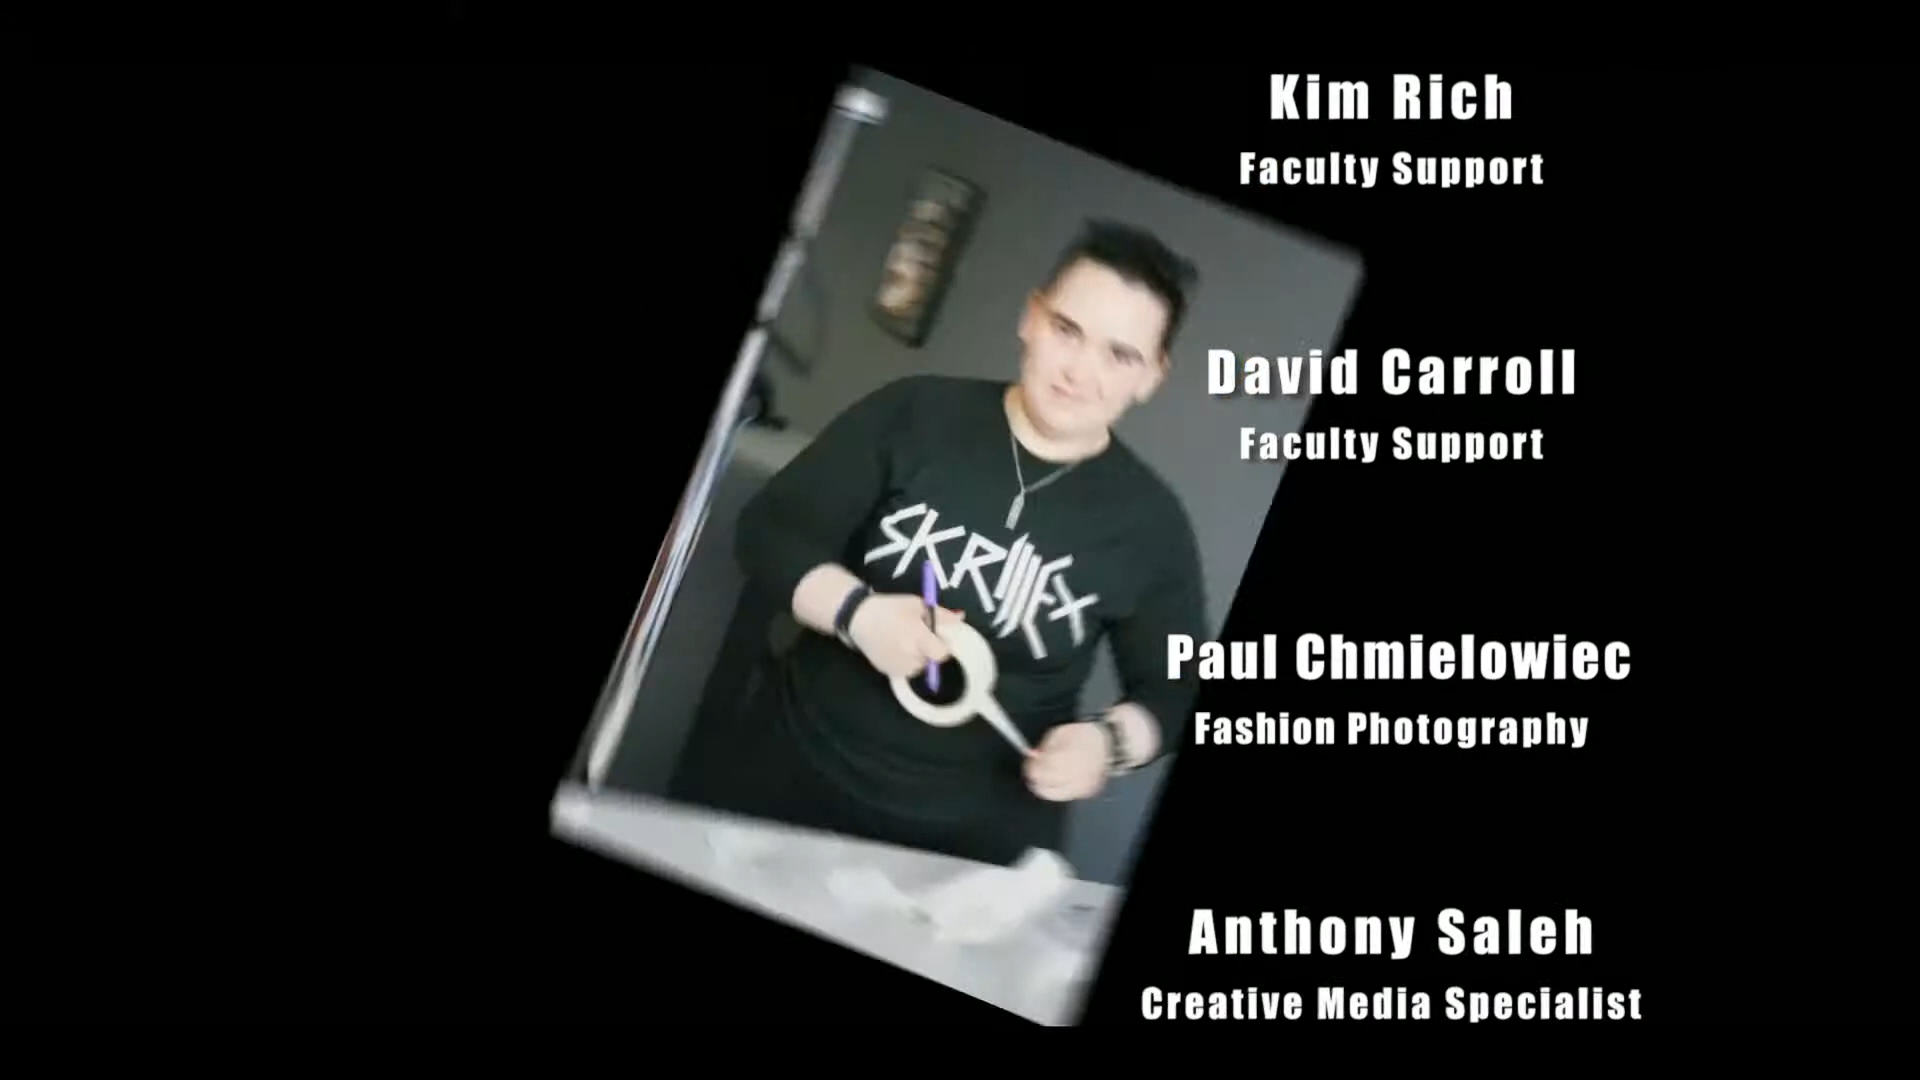 Kim Rich
Faculty Support
David Carroll
Faculty Support
SKRILLEX
Paul Chmielowiec
Fashion Photography
Anthony Saleh
Creative Media Specialist